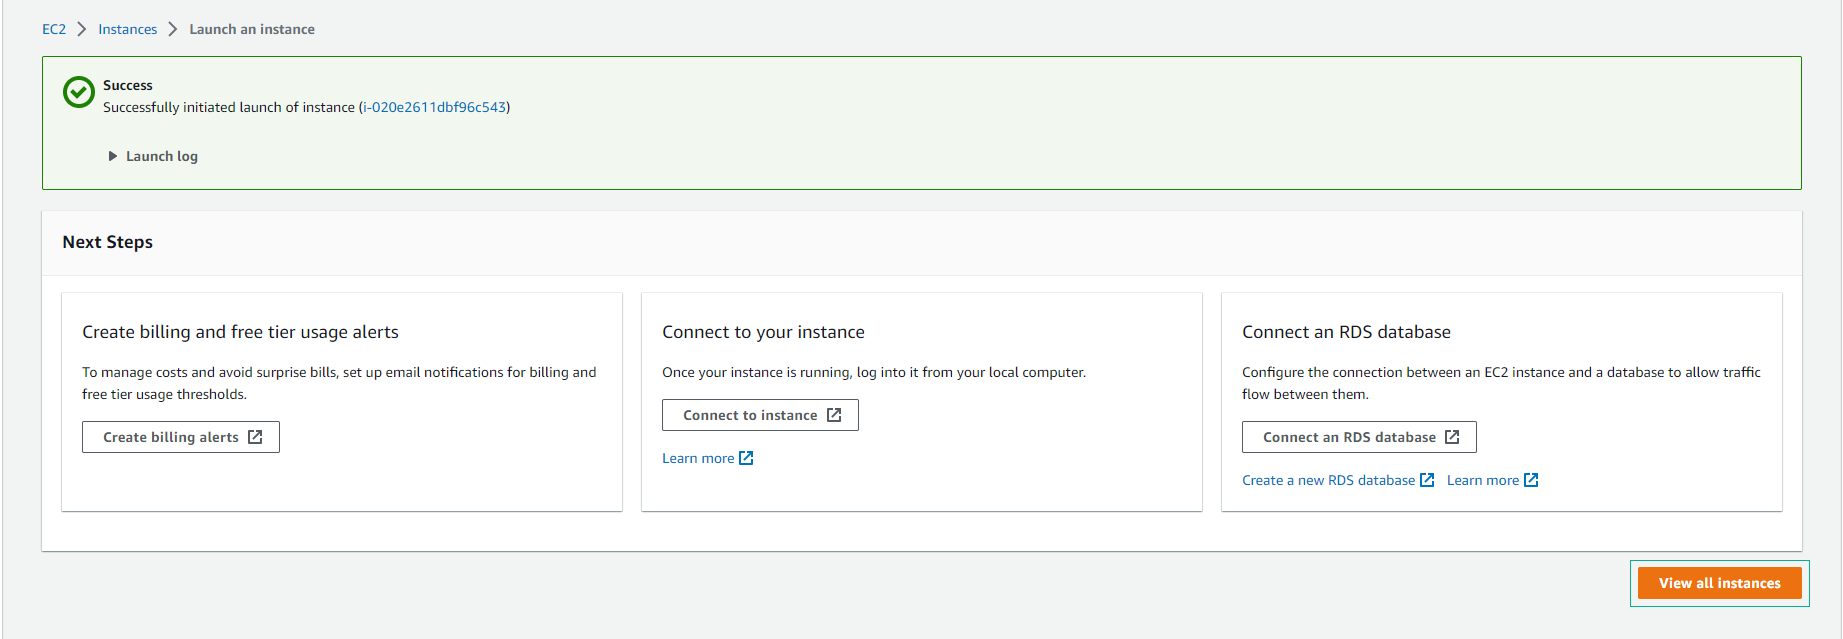 EC2 Instances Launch an instance
Success
Successfully initiated launch of instance (i-020e2611dbf96c543)
Launch log
Next Steps
Create billing and free tier usage alerts
To manage costs and avoid surprise bills, set up email notifications for billing and
free tier usage thresholds.
Create billing alerts
Connect to your instance
Once your instance is running, log into it from your local computer.
Connect to instance
Learn more
Connect an RDS database
Configure the connection between an EC2 instance and a database to allow traffic
flow between them.
Connect an RDS database
Create a new RDS database Learn more
View all instances